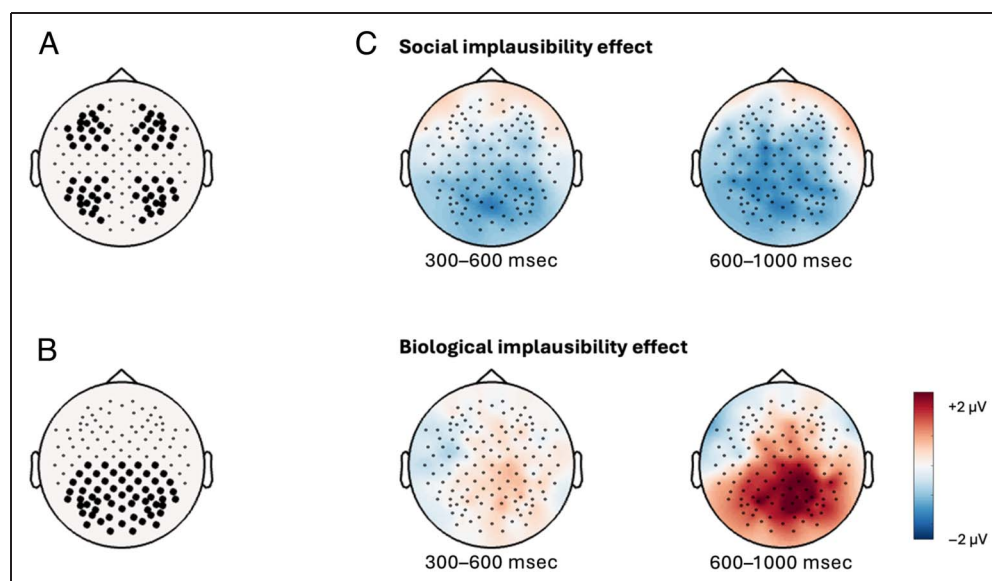 A
C
Social implausibility effect
300–600 msec
600–1000 msec
B
Biological implausibility effect
+2 µV
−2 µV
300–600 msec
600–1000 msec